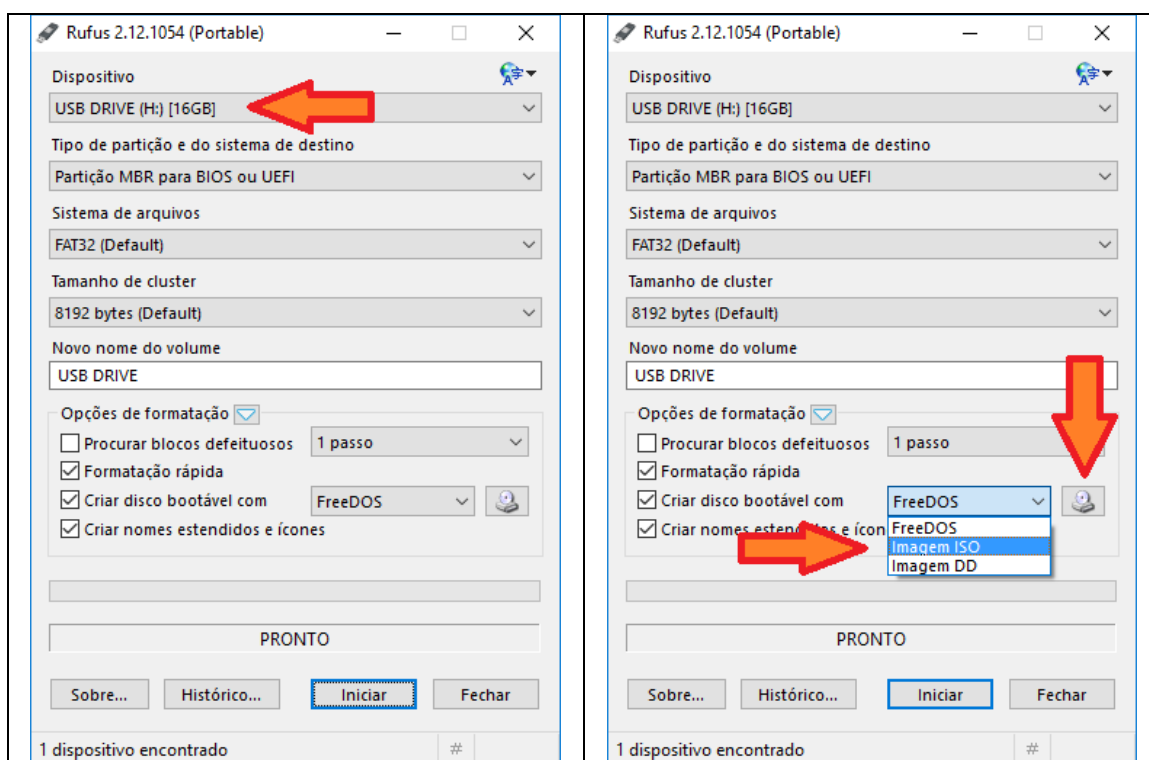 Rufus 2.12.1054 (Portable)
Dispositivo
USB DRIVE (H:) [16GB]
Tipo de partição e do sistema de destino
Partição MBR para BIOS ou UEFI
Sistema de arquivos
FAT32 (Default)
Tamanho de cluster
8192 bytes (Default)
Novo nome do volume
USB DRIVE
Opções de formatação
Procurar blocos defeituosos 1 passo
Formatação rápida
Criar disco bootável com FreeDOS
Criar nomes estendidos e ícones
PRONTO
Sobre... Histórico... Iniciar Fechar
1 dispositivo encontrado #
Rufus 2.12.1054 (Portable)
Dispositivo
USB DRIVE (H:) [16GB]
Tipo de partição e do sistema de destino
Partição MBR para BIOS ou UEFI
Sistema de arquivos
FAT32 (Default)
Tamanho de cluster
8192 bytes (Default)
Novo nome do volume
USB DRIVE
Opções de formatação
Procurar blocos defeituosos 1 passo
Formatação rápida
Criar disco bootável com FreeDOS
Criar nomes estendidos e ícon FreeDOS
Imagem ISO
Imagem DD
PRONTO
Sobre... Histórico... Iniciar Fechar
1 dispositivo encontrado #